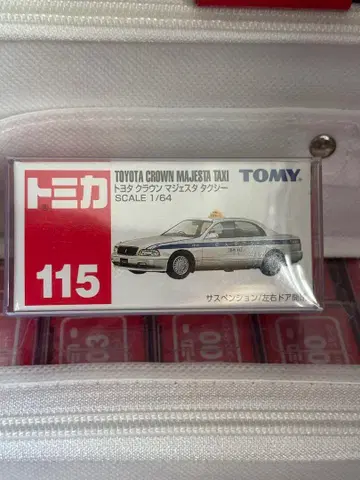 トミカ
115
TOYOTA CROWN MAJESTA TAXI
トヨタ クラウン マジェスタ タクシー
SCALE 1/64
TOMY
サスペンション/左右ドア開閉
03
00